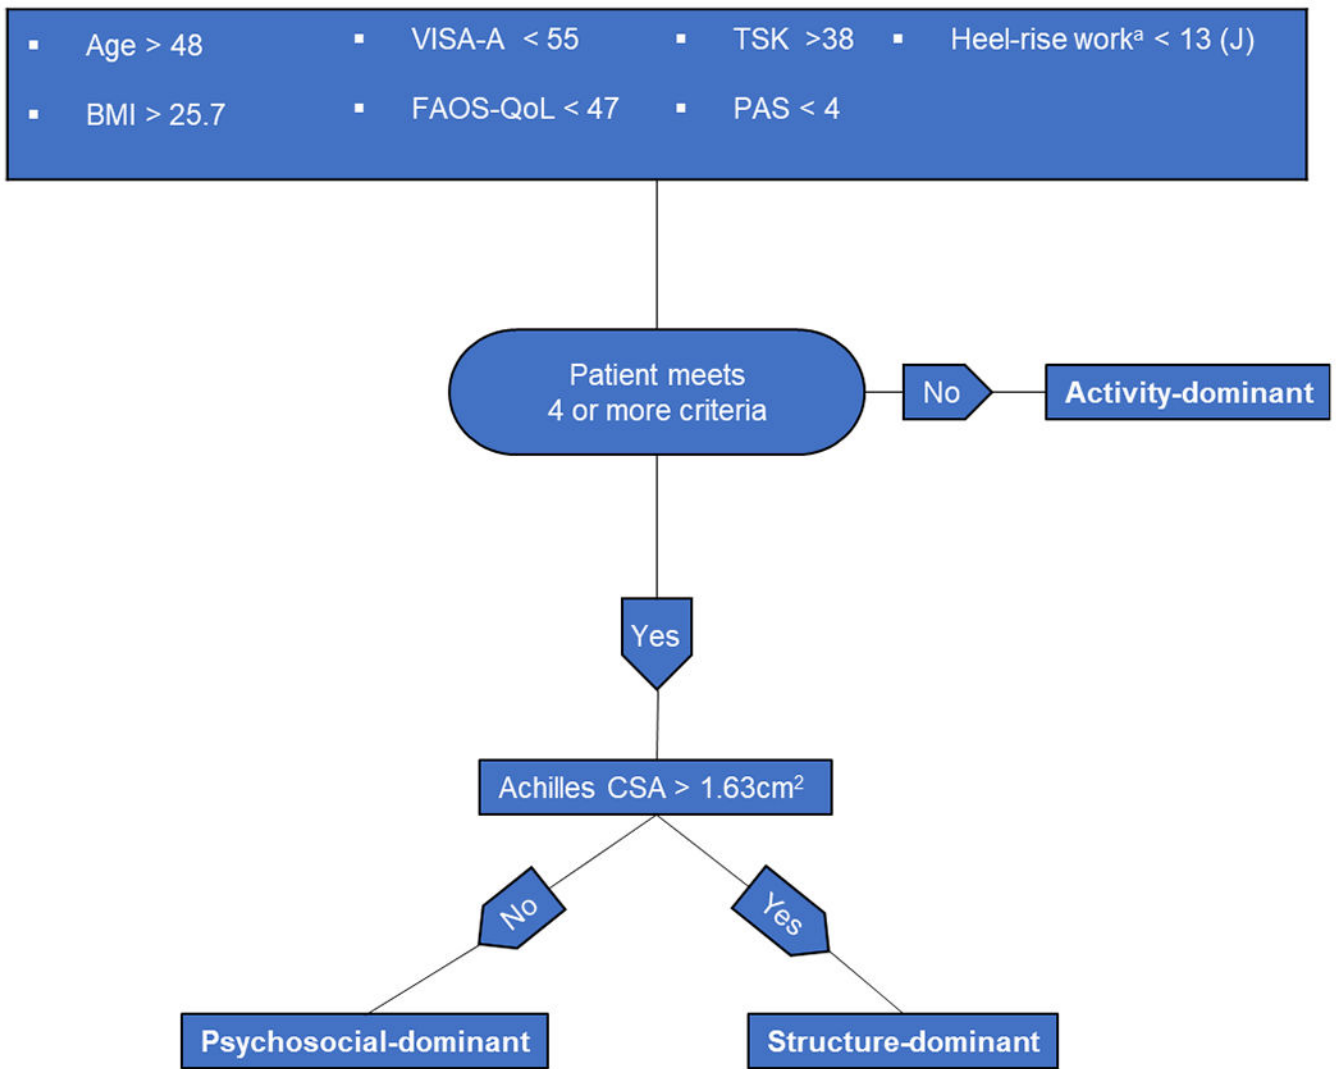 ▪ Age > 48
▪ VISA-A < 55
▪ TSK >38
▪ Heel-rise workᵃ < 13 (J)
▪ BMI > 25.7
▪ FAOS-QoL < 47
▪ PAS < 4
Patient meets
4 or more criteria
No
Activity-dominant
Yes
Achilles CSA > 1.63cm²
No
Yes
Psychosocial-dominant
Structure-dominant